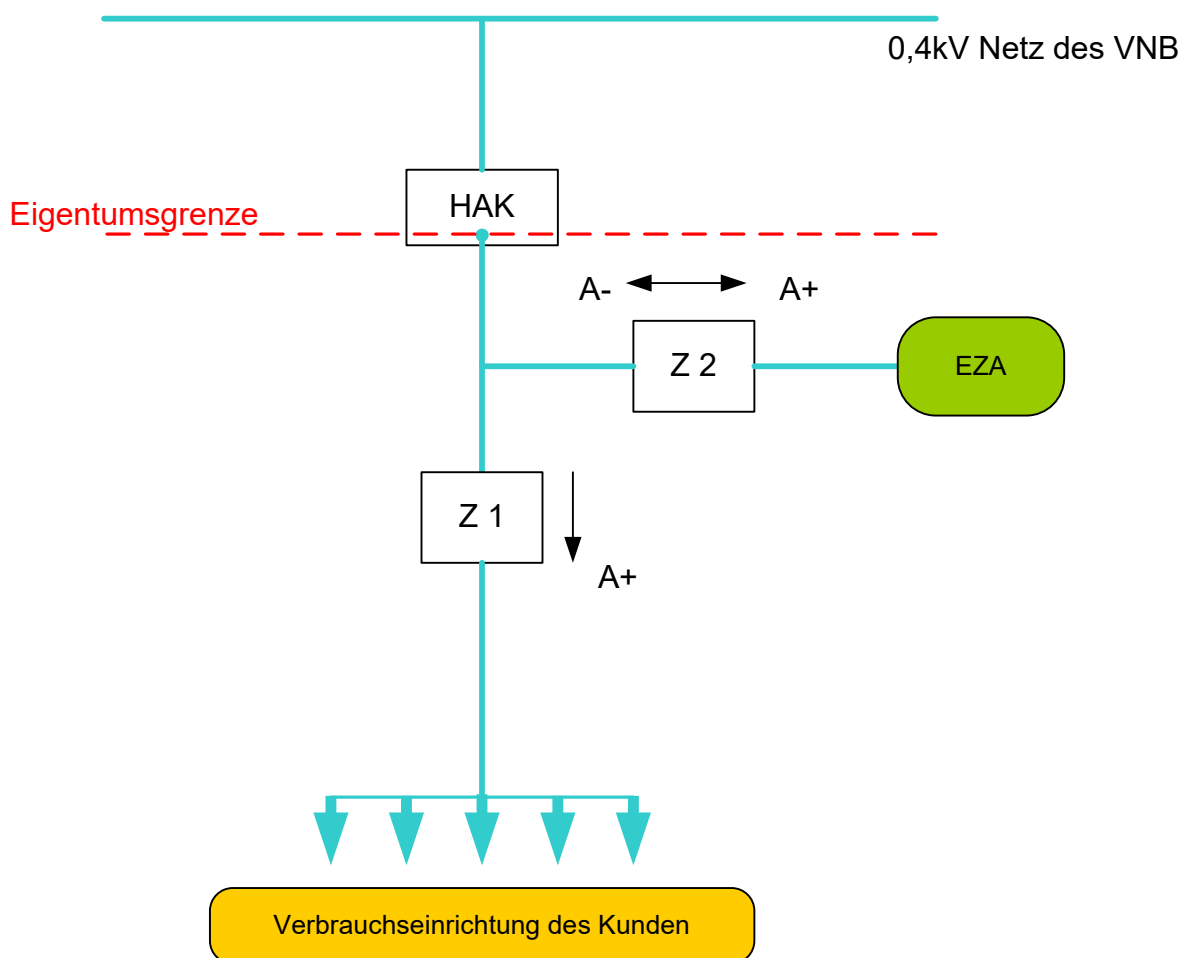 0,4kV Netz des VNB
HAK
Eigentumsgrenze
A-
A+
Z 2
EZA
Z 1
A+
Verbrauchseinrichtung des Kunden